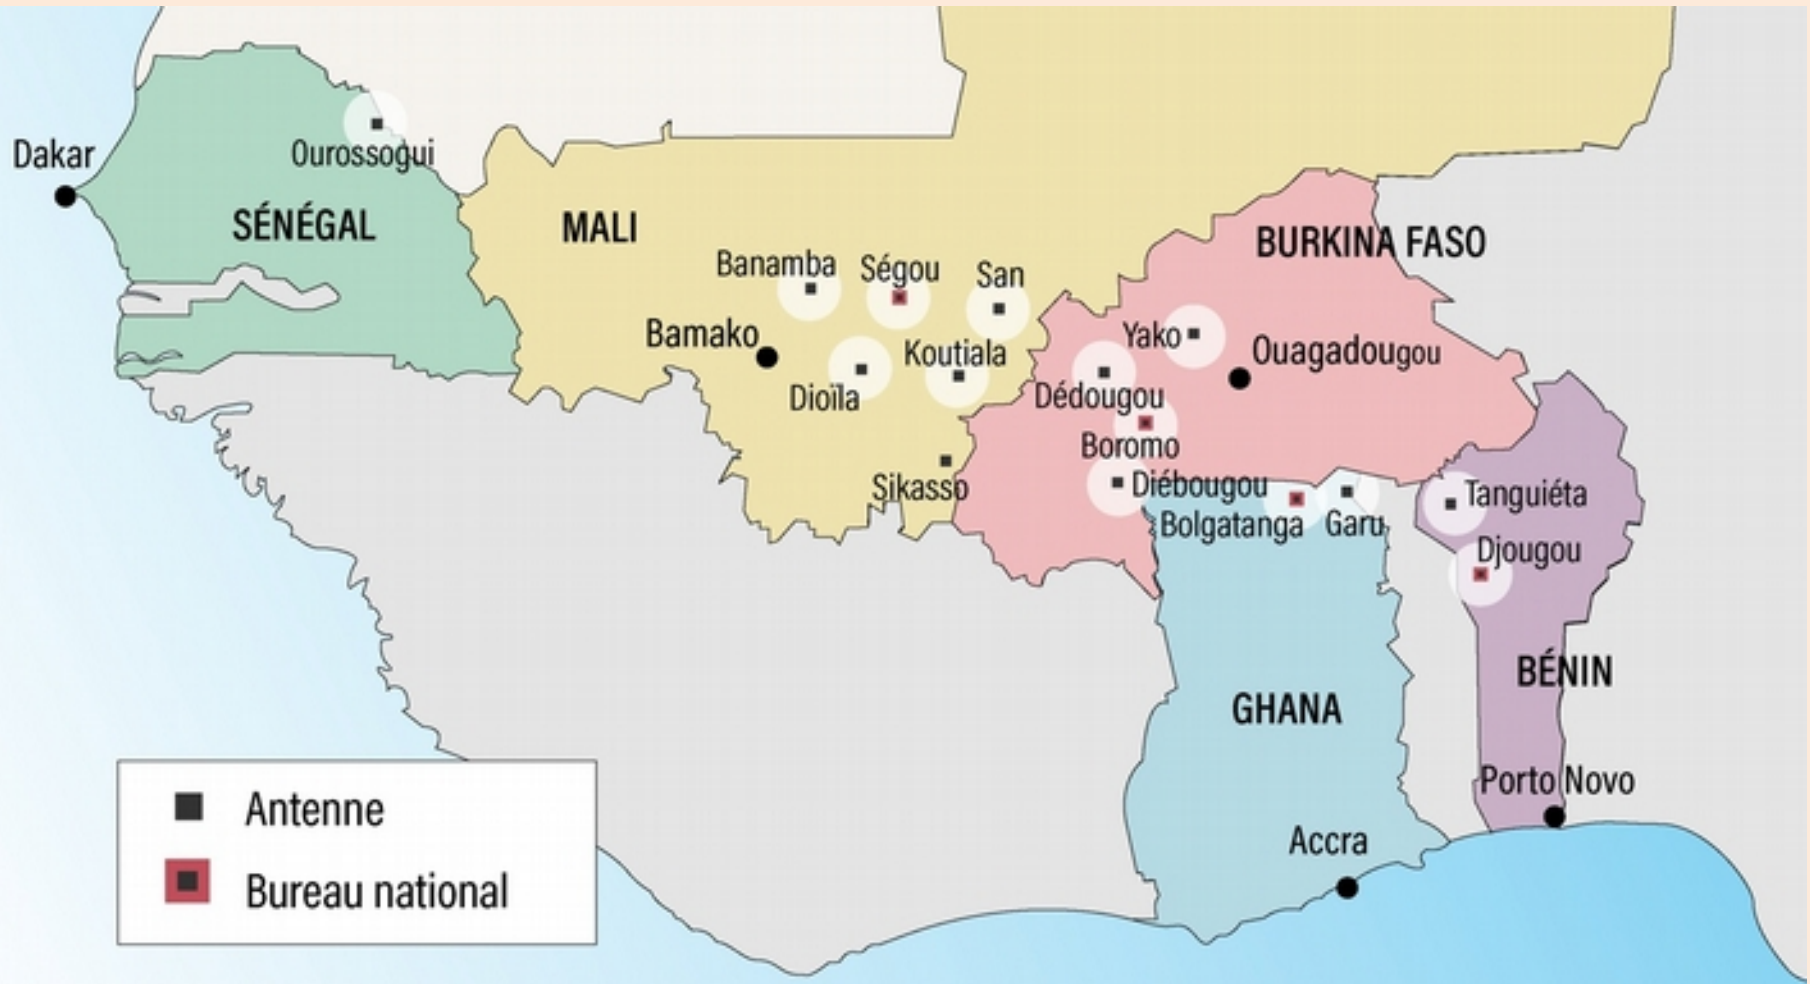 Dakar
Ourossogui
SÉNÉGAL
MALI
BURKINA FASO
Banamba
Ségou
San
Bamako
Koutiala
Yako
Ouagadougou
Dioïla
Dédougou
Boromo
Sikasso
Diébougou
Tanguiéta
Bolgatanga
Garu
Djougou
BÉNIN
GHANA
Porto Novo
Accra
Antenne
Bureau national